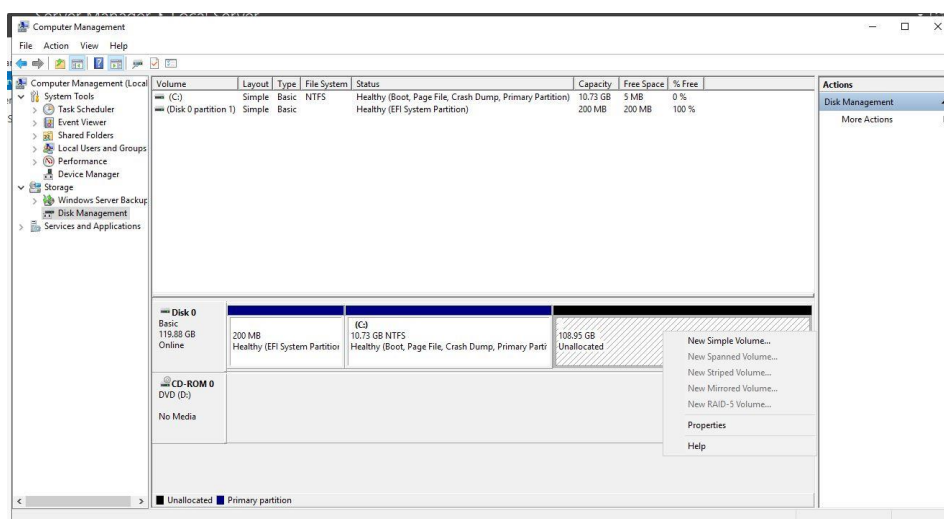 Server Manager • Local Server
Computer Management
File Action View Help
Computer Management (Local
System Tools
Task Scheduler
Event Viewer
Shared Folders
Local Users and Groups
Performance
Device Manager
Storage
Windows Server Backup
Disk Management
Services and Applications
Volume Layout Type File System Status Capacity Free Space % Free
(C:) Simple Basic NTFS Healthy (Boot, Page File, Crash Dump, Primary Partition) 10.73 GB 5 MB 0 %
(Disk 0 partition 1) Simple Basic Healthy (EFI System Partition) 200 MB 200 MB 100 %
Disk 0
Basic
119.88 GB
Online
200 MB
Healthy (EFI System Partition
(C:)
10.73 GB NTFS
Healthy (Boot, Page File, Crash Dump, Primary Parti
108.95 GB
Unallocated
New Simple Volume...
New Spanned Volume...
New Striped Volume...
New Mirrored Volume...
New RAID-5 Volume...
Properties
Help
CD-ROM 0
DVD (D:)
No Media
Unallocated Primary partition
Actions
Disk Management
More Actions